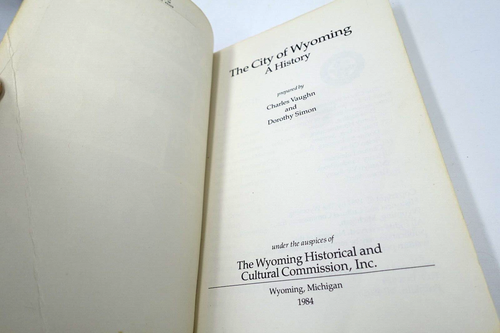 The City of Wyoming
A History
prepared by
Charles Vaughn
and
Dorothy Simon
under the auspices of
The Wyoming Historical and
Cultural Commission, Inc.
Wyoming, Michigan
1984